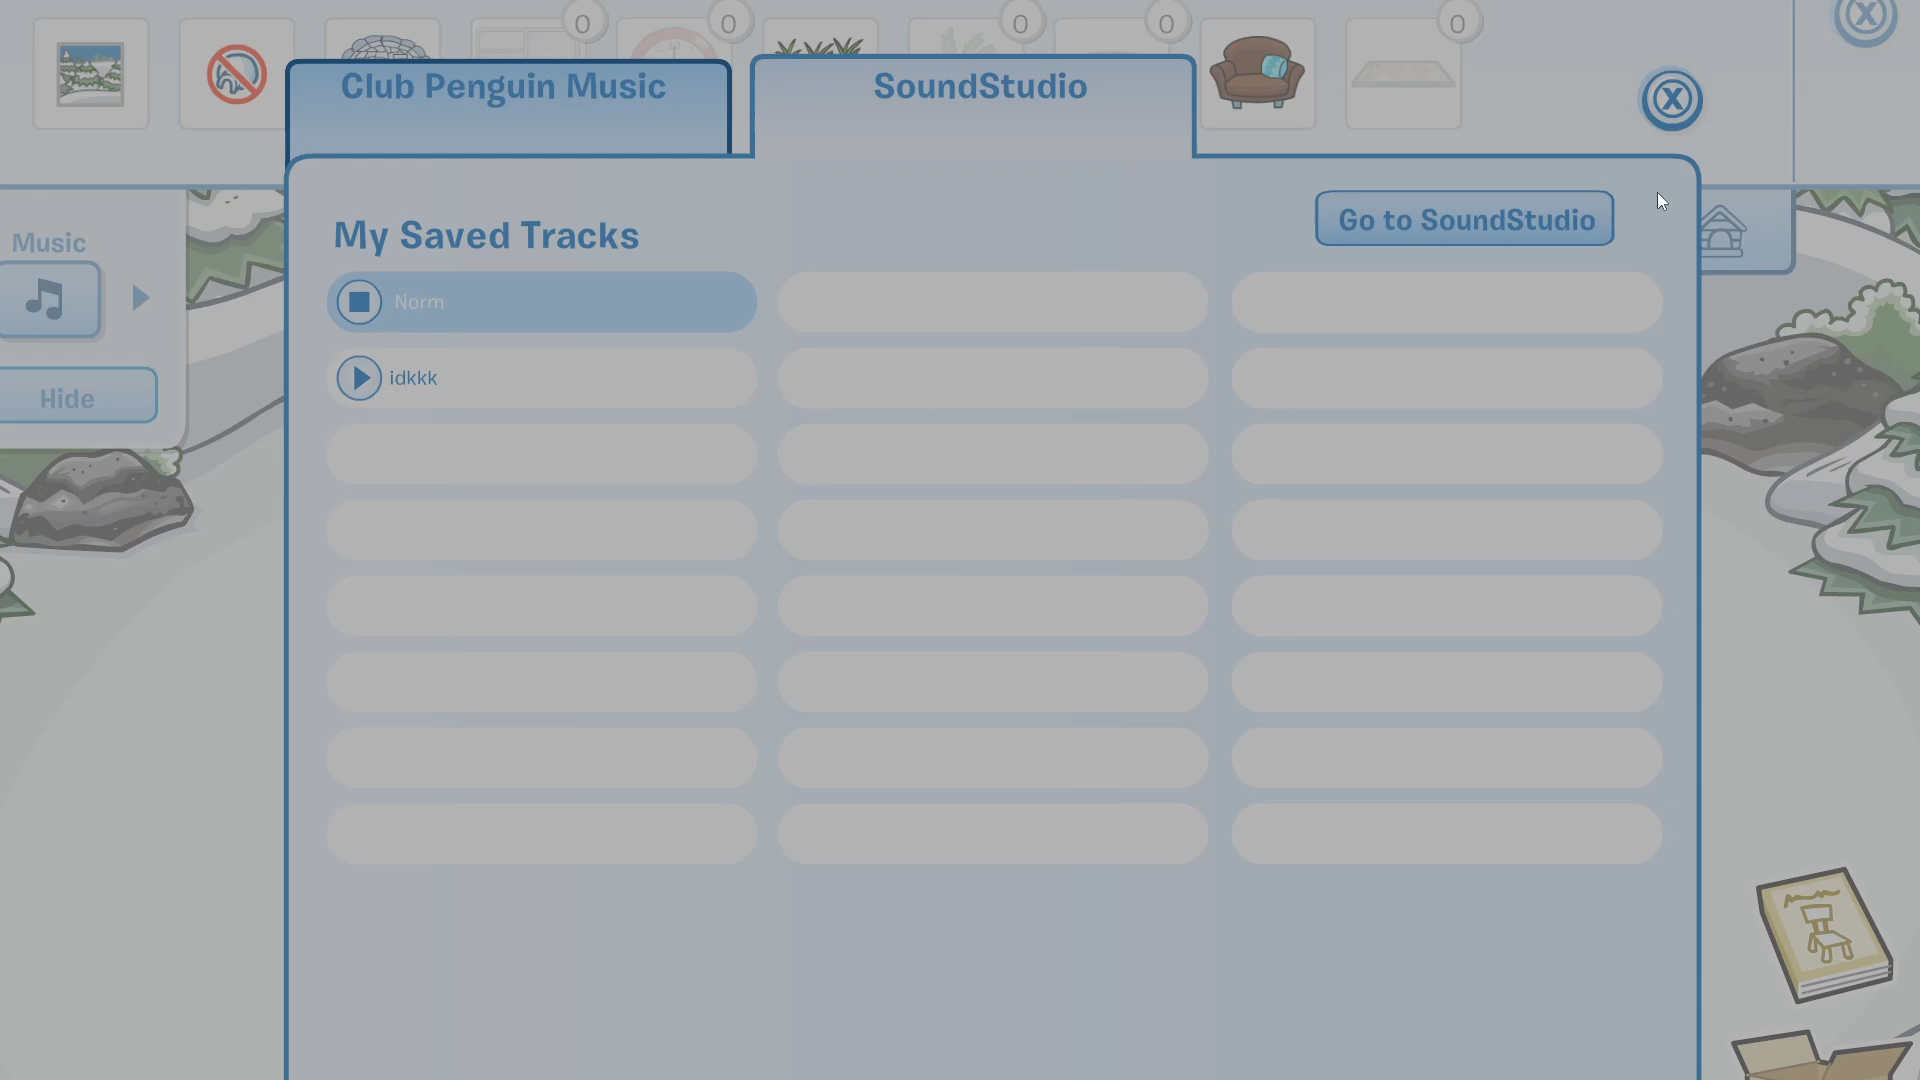 0 0 0 0 0
Club Penguin Music
SoundStudio
X
X
My Saved Tracks
Go to SoundStudio
Music
Norm
idkkk
Hide